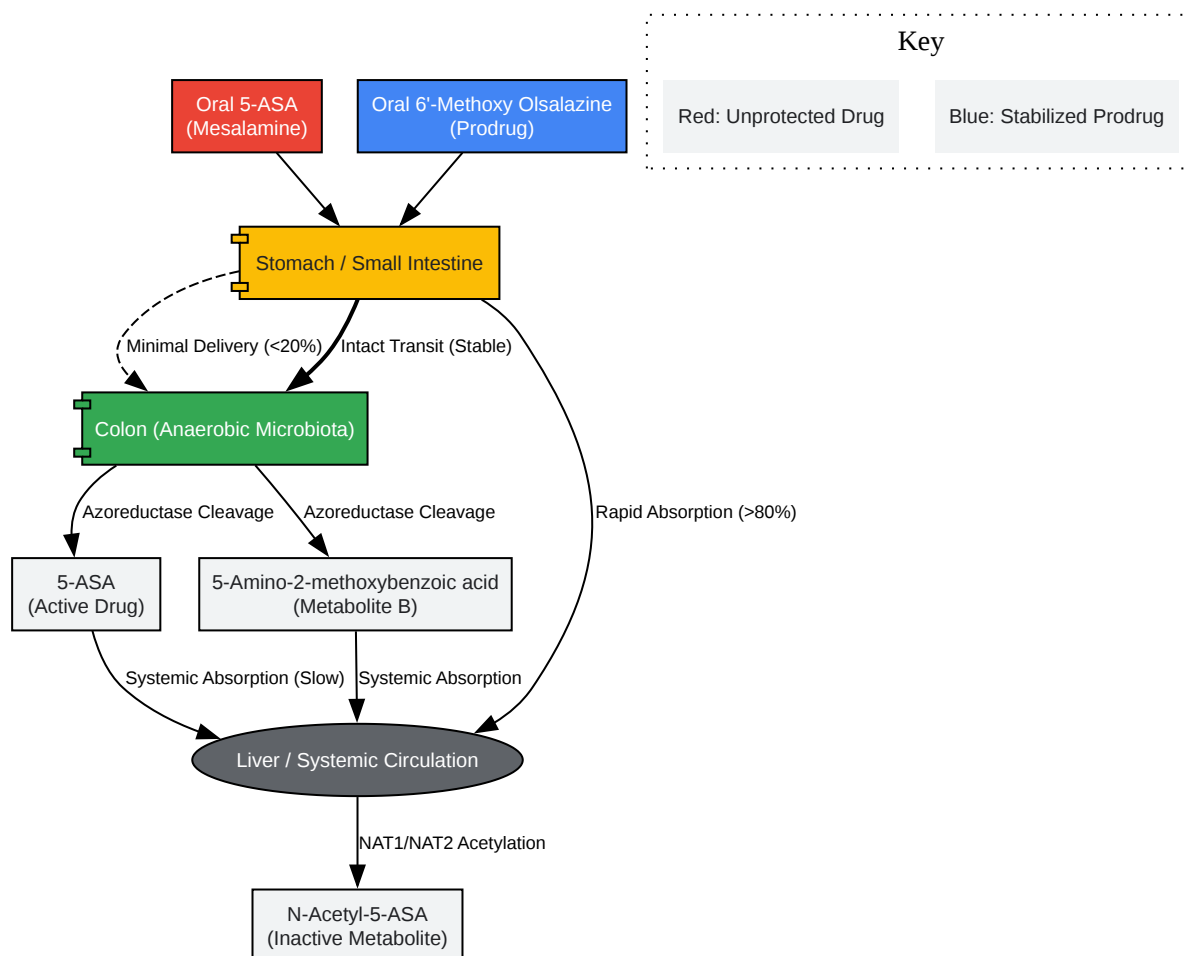 Key
Red: Unprotected Drug
Blue: Stabilized Prodrug
Oral 5-ASA
(Mesalamine)
Oral 6'-Methoxy Olsalazine
(Prodrug)
Stomach / Small Intestine
Minimal Delivery (<20%)
Intact Transit (Stable)
Colon (Anaerobic Microbiota)
Azoreductase Cleavage
Azoreductase Cleavage
Rapid Absorption (>80%)
5-ASA
(Active Drug)
5-Amino-2-methoxybenzoic acid
(Metabolite B)
Systemic Absorption (Slow)
Systemic Absorption
Liver / Systemic Circulation
NAT1/NAT2 Acetylation
N-Acetyl-5-ASA
(Inactive Metabolite)